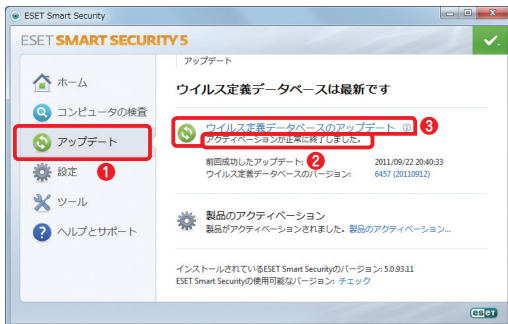 ESET Smart Security
ESET SMART SECURITY 5
ホーム
コンピュータの検査
アップデート
設定
ツール
ヘルプとサポート
アップデート
ウイルス定義データベースは最新です
ウイルス定義データベースのアップデート
アクティベーションが正常に終了しました。
前回成功したアップデート: 2011/09/22 20:40:33
ウイルス定義データベースのバージョン: 6457 (20110912)
製品のアクティベーション
製品がアクティベーションされました。製品のアクティベーション...
インストールされているESET Smart Securityのバージョン: 5.0.93.11
ESET Smart Securityの使用可能なバージョン: チェック
1
2
3
eset